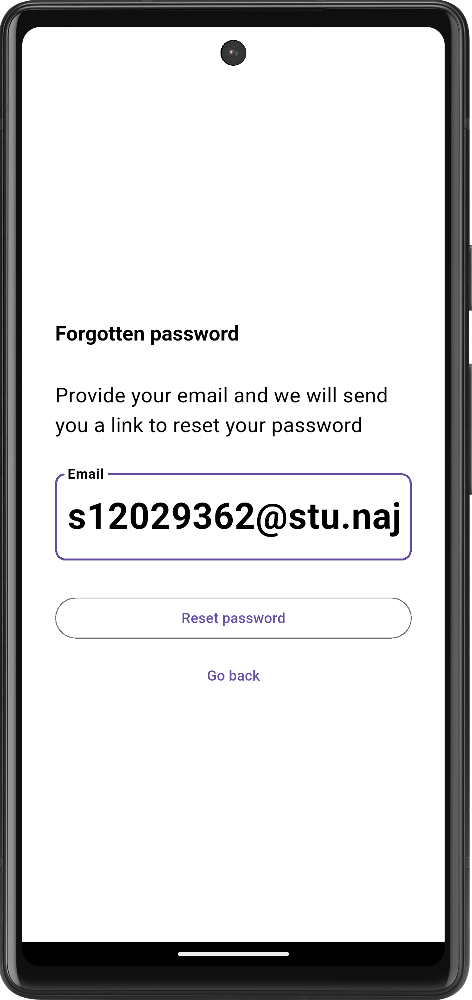 Forgotten password
Provide your email and we will send
you a link to reset your password
Email
s12029362@stu.naj
Reset password
Go back